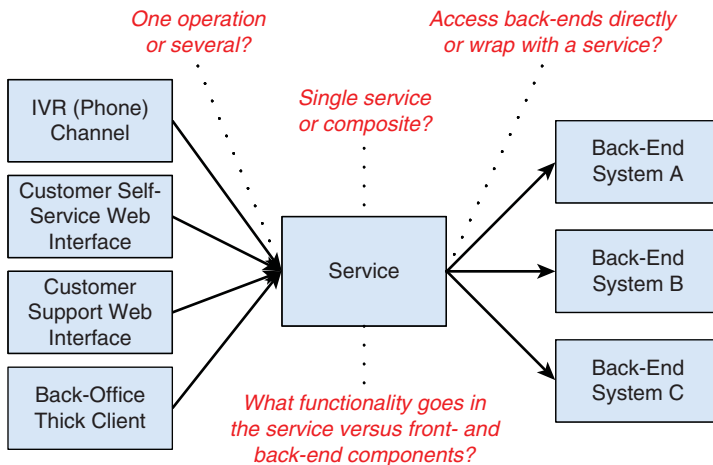 One operation
or several?
Access back-ends directly
or wrap with a service?
Single service
or composite?
IVR (Phone)
Channel
Customer Self-
Service Web
Interface
Customer
Support Web
Interface
Back-Office
Thick Client
Service
Back-End
System A
Back-End
System B
Back-End
System C
What functionality goes in
the service versus front- and
back-end components?